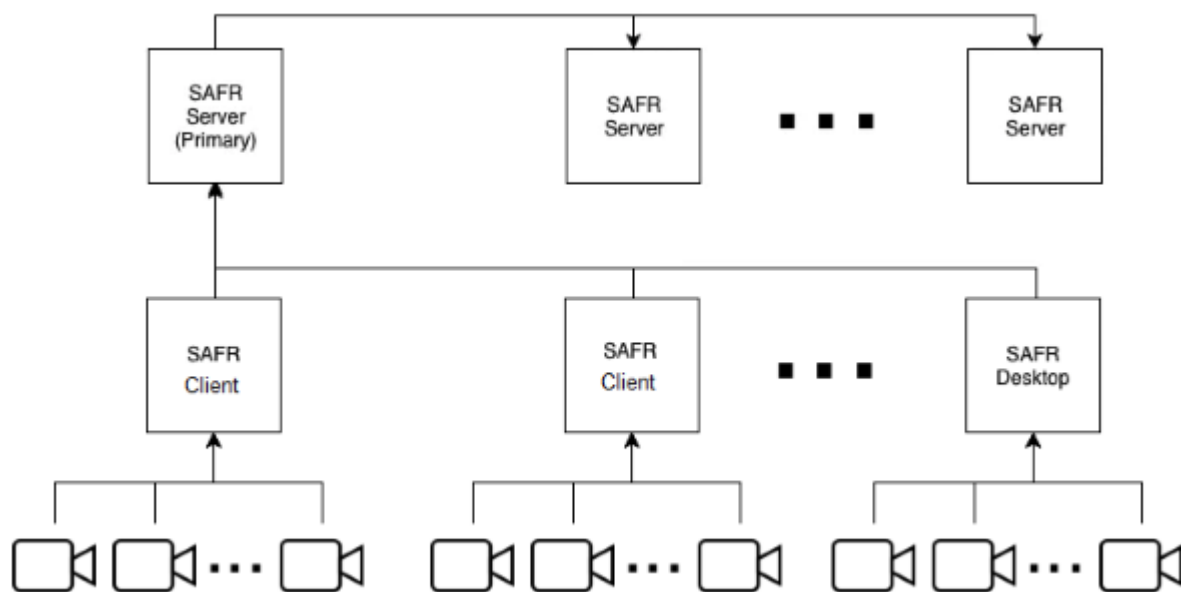 SAFR
Server
(Primary)
SAFR
Server
SAFR
Server
SAFR
Client
SAFR
Client
SAFR
Desktop